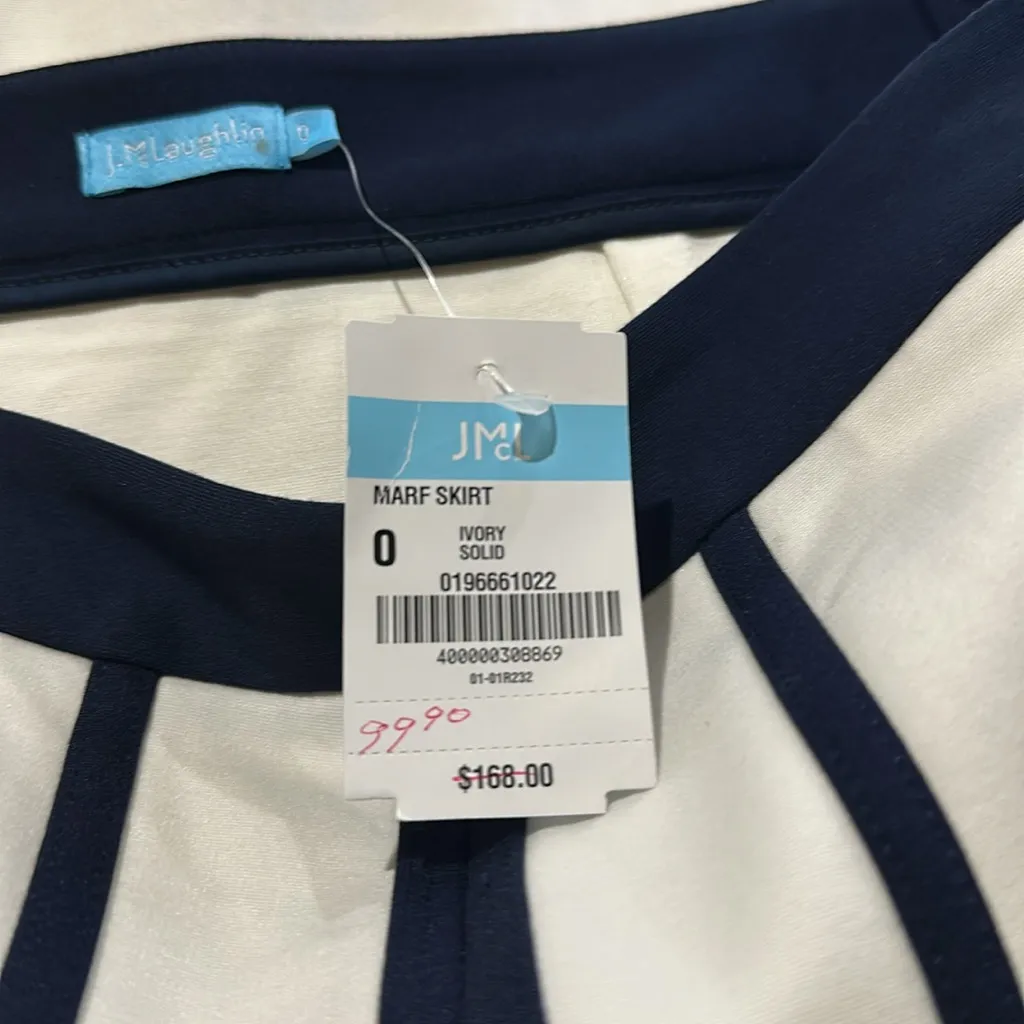 J.McLaughlin
0
JMcL
MARF SKIRT
0
IVORY
SOLID
0196661022
400000308869
01-01R232
9990
$168.00